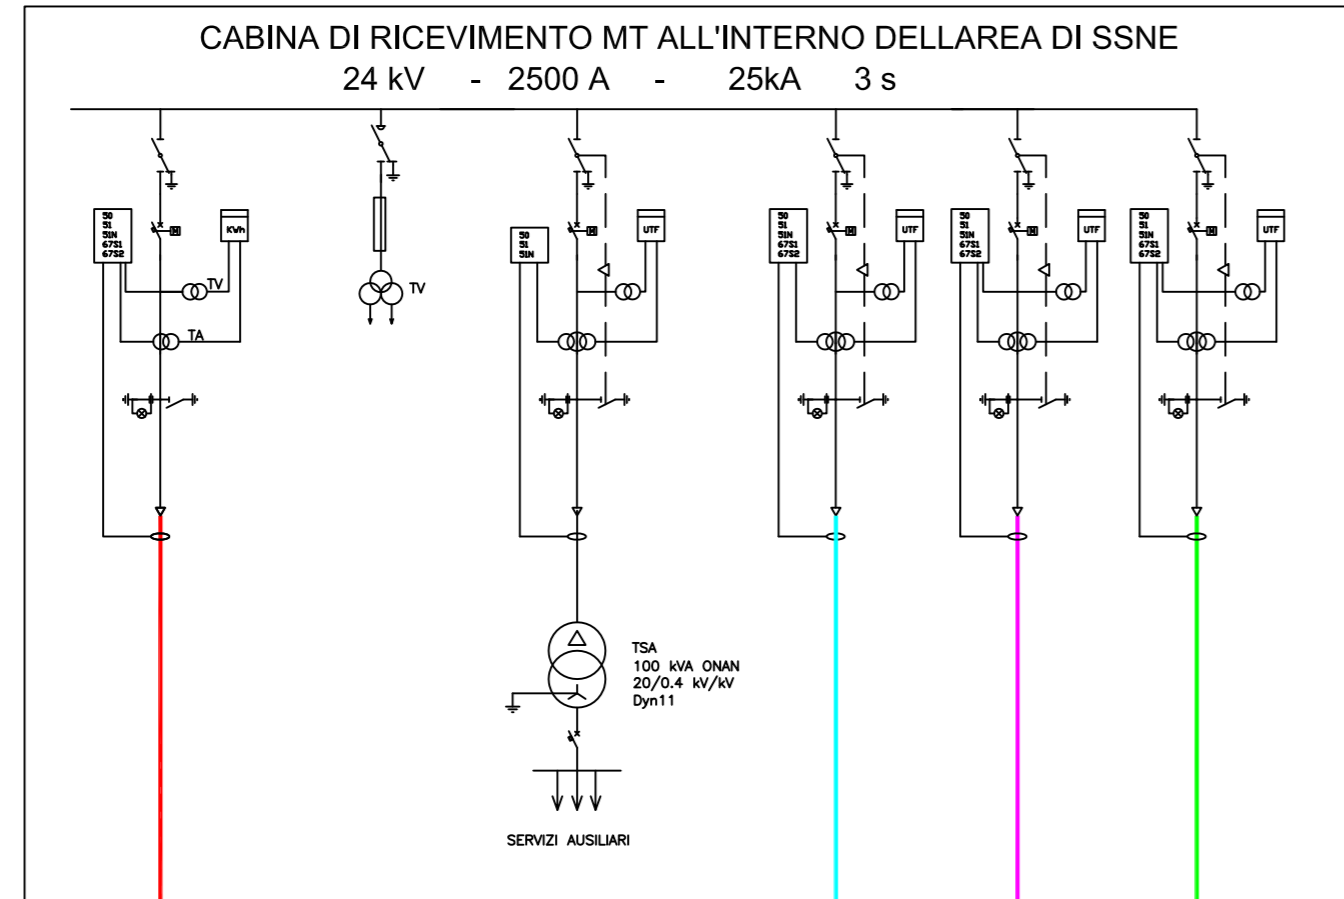 CABINA DI RICEVIMENTO MT ALL'INTERNO DELLAREA DI SSNE
24 kV - 2500 A - 25kA 3 s
50
51
51N
67S1
67S2
M
KWh
TV
TA
TV
50
51
51N
M
UTF
50
51
51N
67S1
67S2
M
UTF
50
51
51N
67S1
67S2
M
UTF
50
51
51N
67S1
67S2
M
UTF
TSA
100 kVA ONAN
20/0.4 kV/kV
Dyn11
SERVIZI AUSILIARI